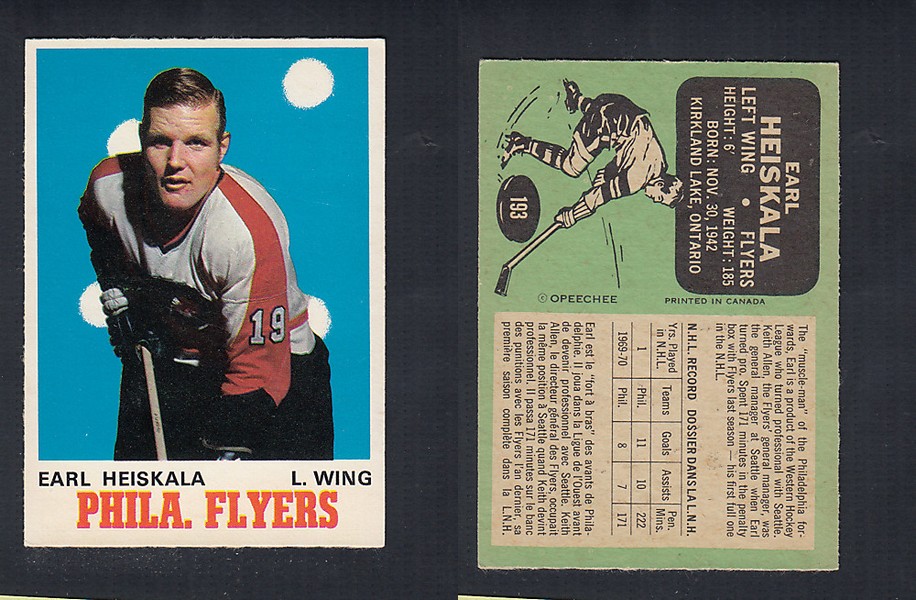 19
EARL HEISKALA L. WING
PHILA. FLYERS
193
EARL
HEISKALA
LEFT WING • FLYERS
HEIGHT: 6' WEIGHT: 185
BORN: NOV. 30, 1942
KIRKLAND LAKE, ONTARIO
© OPEECHEE PRINTED IN CANADA
The "muscle-man" of the Philadelphia for-
wards, Earl is a product of the Western Hockey
League who turned professional with Seattle.
Keith Allen, the Flyers' general manager, was
the general manager at Seattle when Earl
turned pro. Spent 171 minutes in the penalty
box with Flyers last season — his first full one
in the N.H.L.
N.H.L. RECORD DOSSIER DANS LA L.N.H.
Yrs. Played Teams Goals Assists Pen.
in N.H.L. Mins.
1 Phil. 11 10 222
1969-70 Phil. 8 7 171
Earl est le "fort à bras" des avants de Phila-
delphie. Il joua dans la Ligue de l'Ouest avant
de devenir professionnel avec Seattle. Keith
Allen, le directeur général des Flyers, occupait
la même position à Seattle quand Keith devint
professionnel. Il passa 171 minutes sur le banc
des punitions avec les Flyers l'an dernier, sa
première saison complète dans la L.N.H.